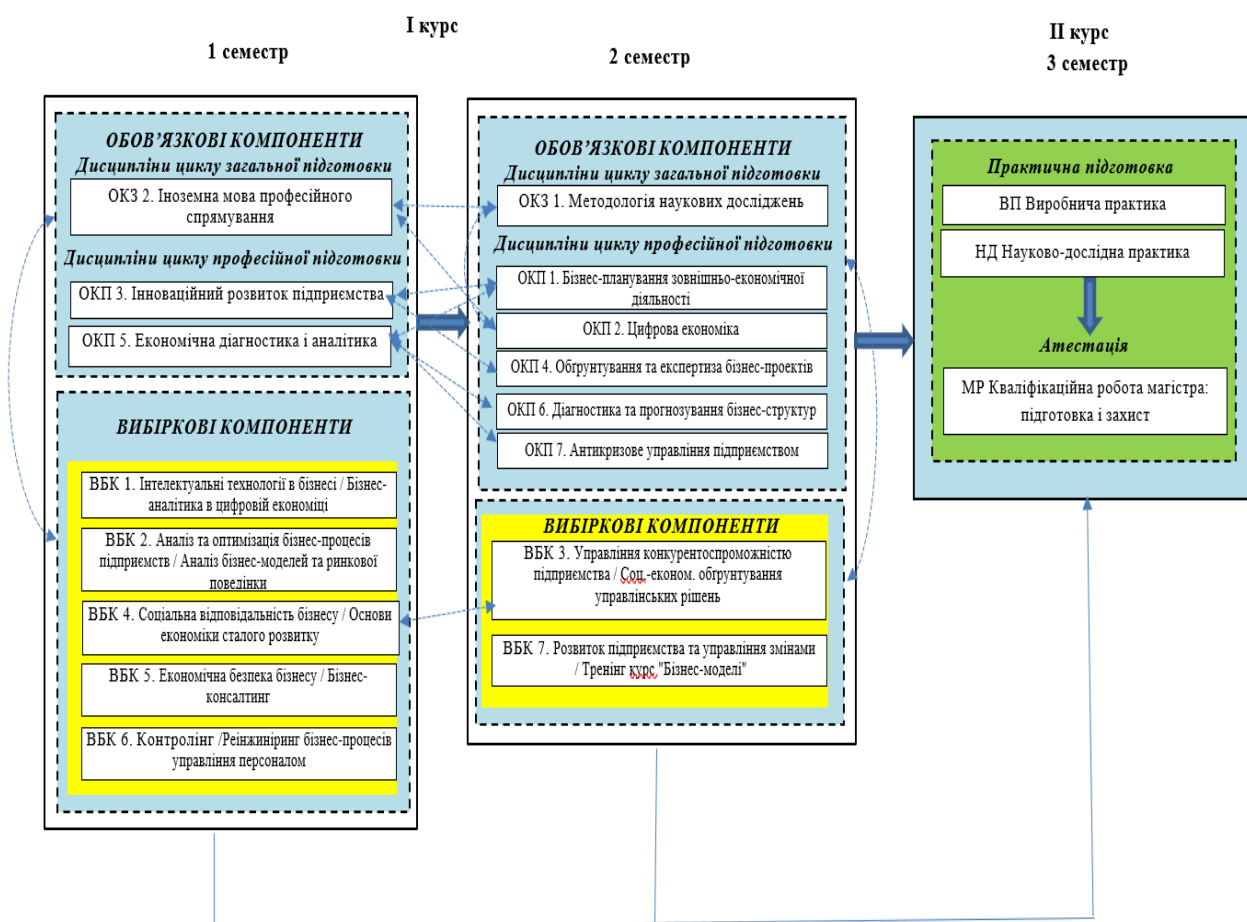 І курс
1 семестр
2 семестр
ІІ курс
3 семестр
ОБОВ’ЯЗКОВІ КОМПОНЕНТИ
Дисципліни циклу загальної підготовки
ОКЗ 2. Іноземна мова професійного
спрямування
Дисципліни циклу професійної підготовки
ОКП 3. Інноваційний розвиток підприємства
ОКП 5. Економічна діагностика і аналітика
ВИБІРКОВІ КОМПОНЕНТИ
ВБК 1. Інтелектуальні технології в бізнесі / Бізнес-
аналітика в цифровій економіці
ВБК 2. Аналіз та оптимізація бізнес-процесів
підприємств / Аналіз бізнес-моделей та ринкової
поведінки
ВБК 4. Соціальна відповідальність бізнесу / Основи
економіки сталого розвитку
ВБК 5. Економічна безпека бізнесу / Бізнес-
консалтинг
ВБК 6. Контролінг /Реінжиніринг бізнес-процесів
управління персоналом
ОБОВ’ЯЗКОВІ КОМПОНЕНТИ
Дисципліни циклу загальної підготовки
ОКЗ 1. Методологія наукових досліджень
Дисципліни циклу професійної підготовки
ОКП 1. Бізнес-планування зовнішньо-економічної
діяльності
ОКП 2. Цифрова економіка
ОКП 4. Обґрунтування та експертиза бізнес-проектів
ОКП 6. Діагностика та прогнозування бізнес-структур
ОКП 7. Антикризове управління підприємством
ВИБІРКОВІ КОМПОНЕНТИ
ВБК 3. Управління конкурентоспроможністю
підприємства / Соц.-економ. обґрунтування
управлінських рішень
ВБК 7. Розвиток підприємства та управління змінами
/ Тренінг курс "Бізнес-моделі"
Практична підготовка
ВП Виробнича практика
НД Науково-дослідна практика
Атестація
МР Кваліфікаційна робота магістра:
підготовка і захист